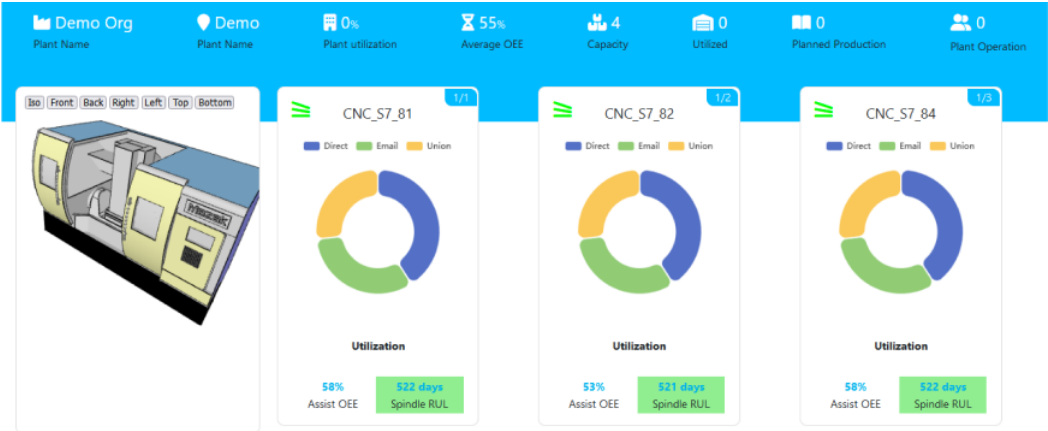 Demo Org
Plant Name
Demo
Plant Name
0%
Plant utilization
55%
Average OEE
4
Capacity
0
Utilized
0
Planned Production
0
Plant Operation
Iso Front Back Right Left Top Bottom
1/1
CNC_S7_81
Direct Email Union
Utilization
58%
Assist OEE
522 days
Spindle RUL
1/2
CNC_S7_82
Direct Email Union
Utilization
53%
Assist OEE
521 days
Spindle RUL
1/3
CNC_S7_84
Direct Email Union
Utilization
58%
Assist OEE
522 days
Spindle RUL